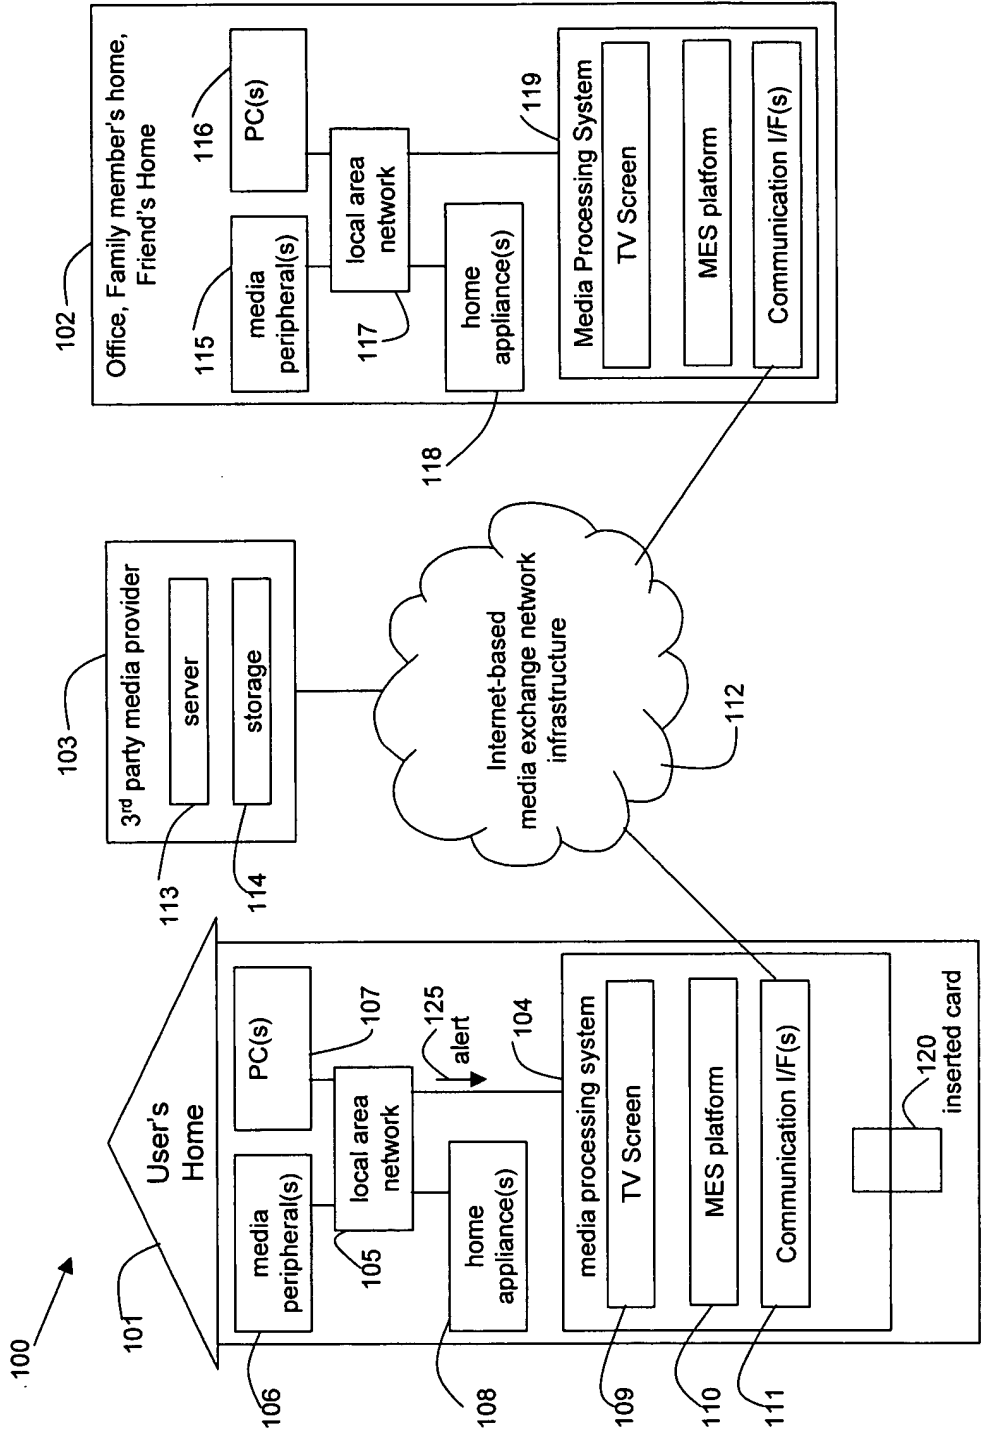 100
101
User's
Home
106
media
peripheral(s)
PC(s)
107
105
local area
network
125
alert
108
home
appliance(s)
104
media processing system
109
TV Screen
110
MES platform
111
Communication I/F(s)
120
inserted card
103
3rd party media provider
113
server
114
storage
Internet-based
media exchange network
infrastructure
112
102
Office, Family member's home,
Friend's Home
115
media
peripheral(s)
116
PC(s)
117
local area
network
118
home
appliance(s)
119
Media Processing System
TV Screen
MES platform
Communication I/F(s)